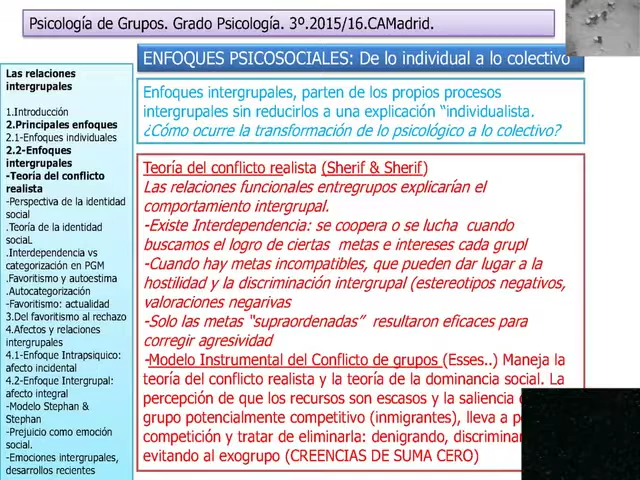 Psicología de Grupos. Grado Psicología. 3º.2015/16.CAMadrid.
ENFOQUES PSICOSOCIALES: De lo individual a lo colectivo
Las relaciones
intergrupales
1.Introducción
2.Principales enfoques
2.1-Enfoques individuales
2.2-Enfoques
intergrupales
-Teoria del conflicto
realista
-Perspectiva de la identidad
social
.Teoría de la identidad
sociaL
.Interdependencia vs
categorización en PGM
.Favoritismo y autoestima
-Autocategorización
-Favoritismo: actualidad
3.Del favoritismo al rechazo
4.Afectos y relaciones
intergrupales
4.1-Enfoque Intrapsiquico:
afecto incidental
4.2-Enfoque Intergrupal:
afecto integral
-Modelo Stephan &
Stephan
-Prejuicio como emoción
social.
-Emociones intergrupales,
desarrollos recientes
Enfoques intergrupales, parten de los propios procesos
intergrupales sin reducirlos a una explicación “individualista.
¿Cómo ocurre la transformación de lo psicológico a lo colectivo?
Teoría del conflicto realista (Sherif & Sherif)
Las relaciones funcionales entregrupos explicarían el
comportamiento intergrupal.
-Existe Interdependencia: se coopera o se lucha cuando
buscamos el logro de ciertas metas e intereses cada grupl
-Cuando hay metas incompatibles, que pueden dar lugar a la
hostilidad y la discriminación intergrupal (estereotipos negativos,
valoraciones negarivas
-Solo las metas “supraordenadas” resultaron eficaces para
corregir agresividad
-Modelo Instrumental del Conflicto de grupos (Esses..) Maneja la
teoría del conflicto realista y la teoría de la dominancia social. La
percepción de que los recursos son escasos y la saliencia
grupo potencialmente competitivo (inmigrantes), lleva a
competición y tratar de eliminarla: denigrando,
evitando al exogrupo (CREENCIAS DE SUMA CERO)